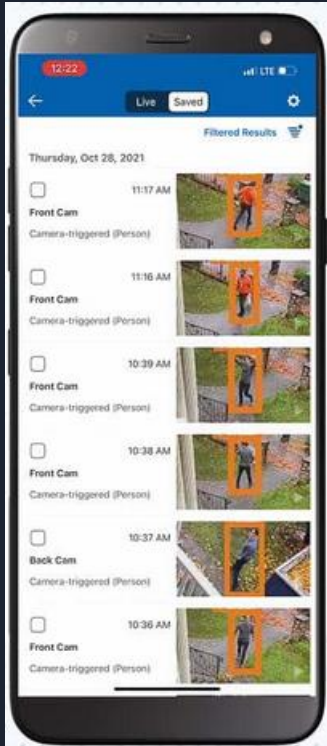 12:22
LTE
Live Saved
Filtered Results
Thursday, Oct 28, 2021
11:17 AM
Front Cam
Camera-triggered (Person)
11:16 AM
Front Cam
Camera-triggered (Person)
10:39 AM
Front Cam
Camera-triggered (Person)
10:38 AM
Front Cam
Camera-triggered (Person)
10:37 AM
Back Cam
Camera-triggered (Person)
10:36 AM
Front Cam
Camera-triggered (Person)